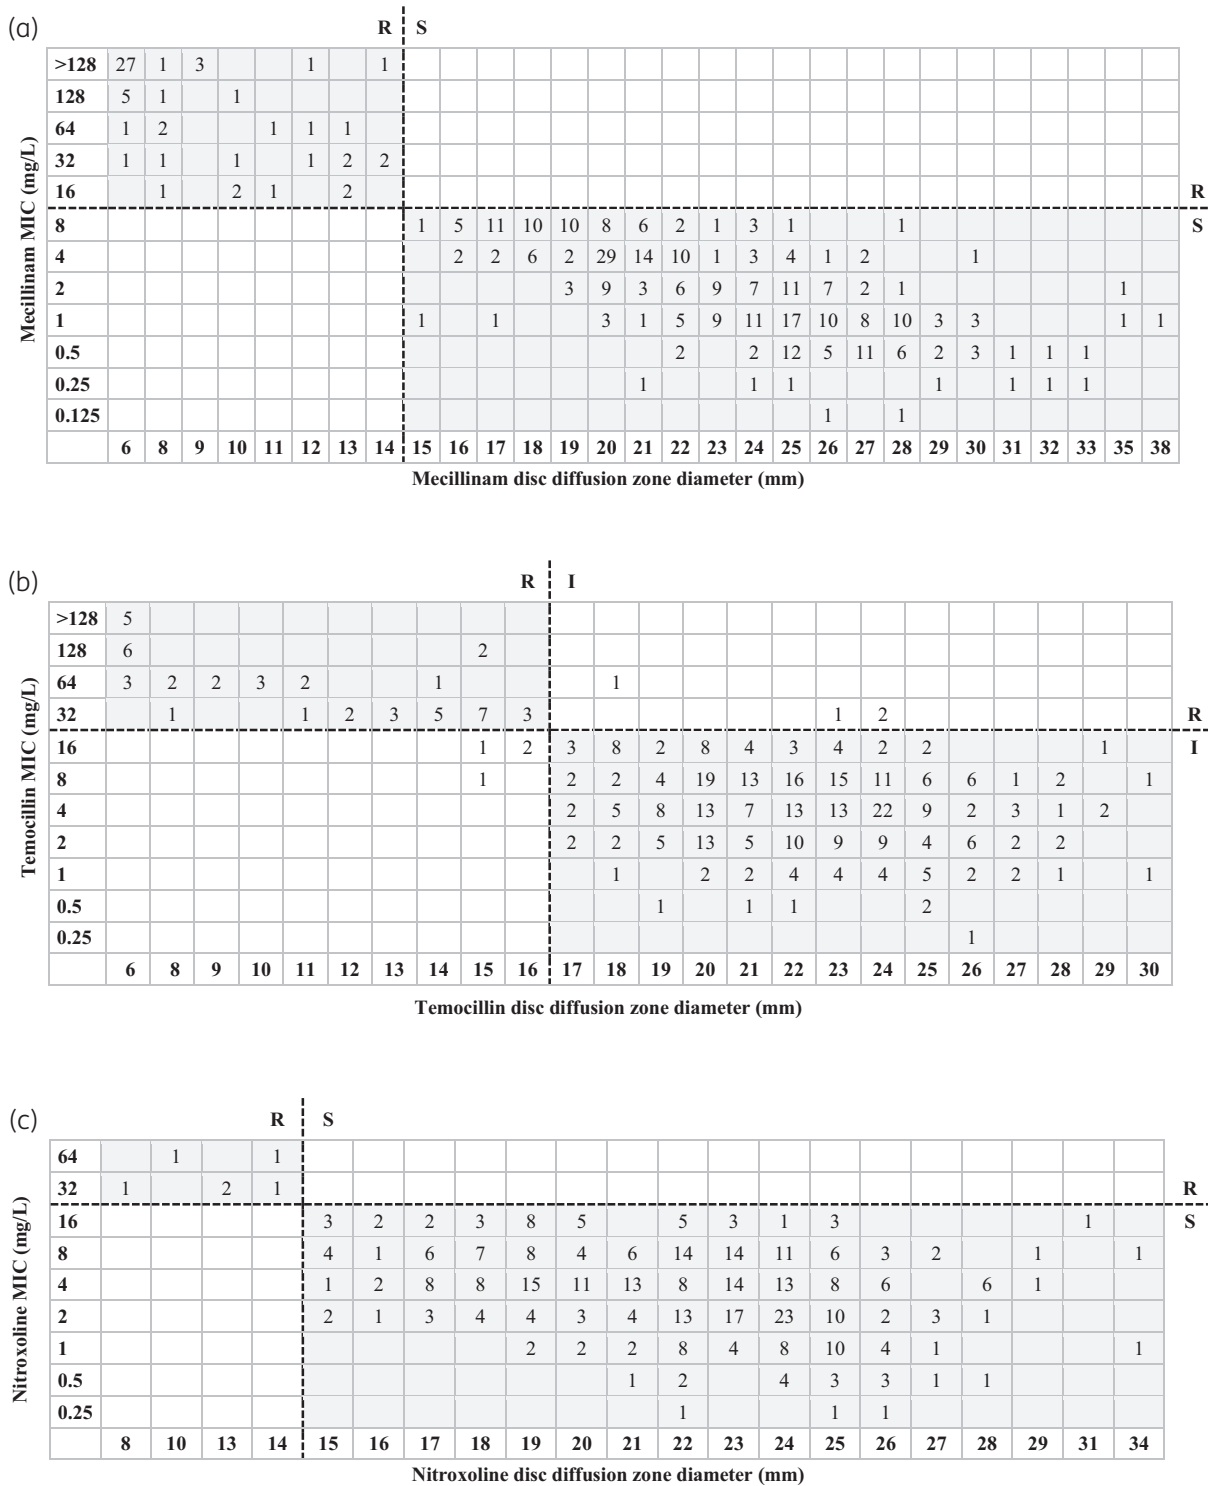 (a)
R S
>128 27 1 3 1 1
128 5 1 1
64 1 2 1 1 1
32 1 1 1 1 2 2
16 1 2 1 2 R
8 1 5 11 10 10 8 6 2 1 3 1 1 S
4 2 2 6 2 29 14 10 1 3 4 1 2 1
2 3 9 3 6 9 7 11 7 2 1 1
1 1 1 3 1 5 9 11 17 10 8 10 3 3 1 1
0.5 2 2 12 5 11 6 2 3 1 1 1
0.25 1 1 1 1 1 1 1
0.125 1 1
6 8 9 10 11 12 13 14 15 16 17 18 19 20 21 22 23 24 25 26 27 28 29 30 31 32 33 35 38
Mecillinam MIC (mg/L)
Mecillinam disc diffusion zone diameter (mm)
(b)
R I
>128 5
128 6 2
64 3 2 2 3 2 1 1
32 1 1 2 3 5 7 3 1 2 R
16 1 2 3 8 2 8 4 3 4 2 2 1 I
8 1 2 2 4 19 13 16 15 11 6 6 1 2 1
4 2 5 8 13 7 13 13 22 9 2 3 1 2
2 2 2 5 13 5 10 9 9 4 6 2 2
1 1 2 2 4 4 4 5 2 2 1 1
0.5 1 1 1 2
0.25 1
6 8 9 10 11 12 13 14 15 16 17 18 19 20 21 22 23 24 25 26 27 28 29 30
Temocillin MIC (mg/L)
Temocillin disc diffusion zone diameter (mm)
(c)
R S
64 1 1
32 1 2 1 R
16 3 2 2 3 8 5 5 3 1 3 1 S
8 4 1 6 7 8 4 6 14 14 11 6 3 2 1 1
4 1 2 8 8 15 11 13 8 14 13 8 6 6 1
2 2 1 3 4 4 3 4 13 17 23 10 2 3 1
1 2 2 2 8 4 8 10 4 1 1
0.5 1 2 4 3 3 1 1
0.25 1 1 1
8 10 13 14 15 16 17 18 19 20 21 22 23 24 25 26 27 28 29 31 34
Nitroxoline MIC (mg/L)
Nitroxoline disc diffusion zone diameter (mm)